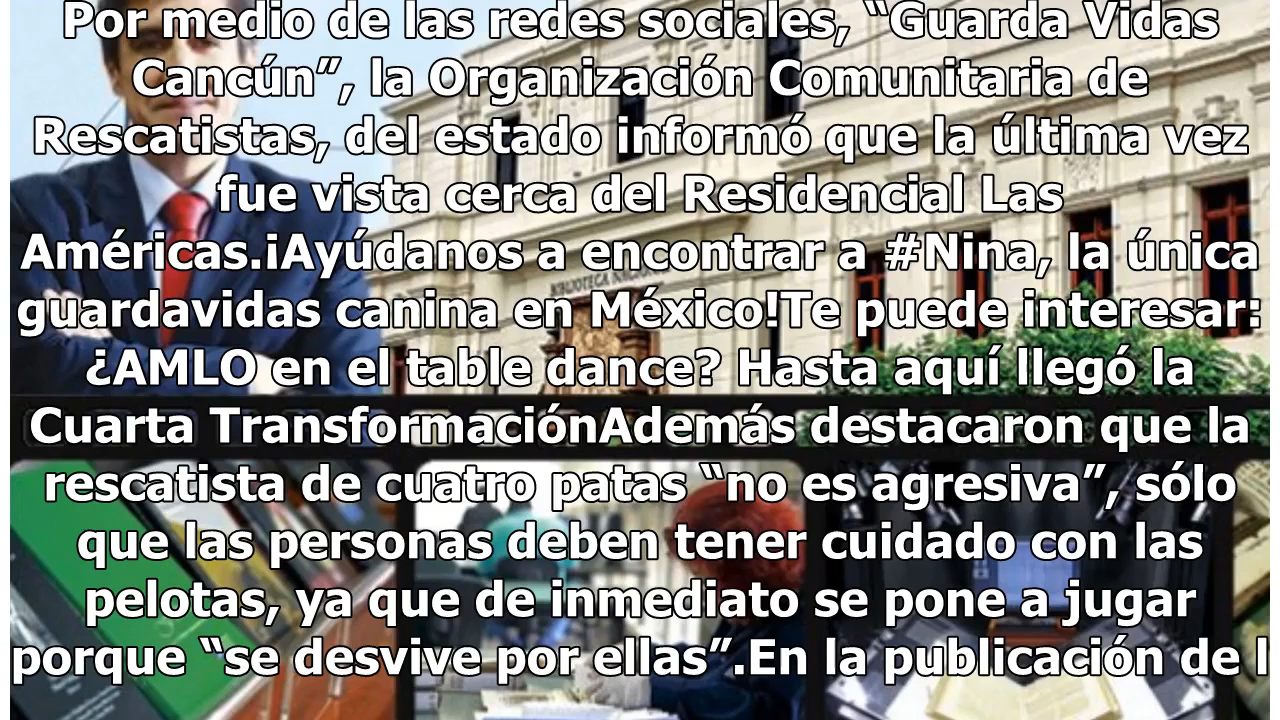 Por medio de las redes sociales, “Guarda Vidas
Cancún”, la Organización Comunitaria de
Rescatistas, del estado informó que la última vez
fue vista cerca del Residencial Las
Américas.¡Ayúdanos a encontrar a #Nina, la única
guardavidas canina en México!Te puede interesar:
¿AMLO en el table dance? Hasta aquí llegó la
Cuarta TransformaciónAdemás destacaron que la
rescatista de cuatro patas “no es agresiva”, sólo
que las personas deben tener cuidado con las
pelotas, ya que de inmediato se pone a jugar
porque “se desvive por ellas”.En la publicación de l